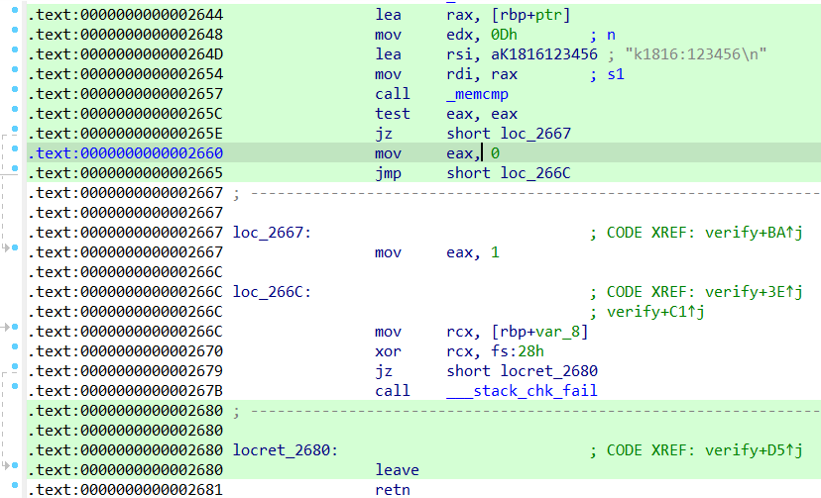 .text:0000000000002644 lea rax, [rbp+ptr]
.text:0000000000002648 mov edx, 0Dh ; n
.text:000000000000264D lea rsi, aK1816123456 ; "k1816:123456\n"
.text:0000000000002654 mov rdi, rax ; s1
.text:0000000000002657 call _memcmp
.text:000000000000265C test eax, eax
.text:000000000000265E jz short loc_2667
.text:0000000000002660 mov eax, 0
.text:0000000000002665 jmp short loc_266C
.text:0000000000002667 ; ---------------------------------------------------------------
.text:0000000000002667
.text:0000000000002667 loc_2667: ; CODE XREF: verify+BA↑j
.text:0000000000002667 mov eax, 1
.text:000000000000266C
.text:000000000000266C loc_266C: ; CODE XREF: verify+3E↑j
.text:000000000000266C ; verify+C1↑j
.text:000000000000266C mov rcx, [rbp+var_8]
.text:0000000000002670 xor rcx, fs:28h
.text:0000000000002679 jz short locret_2680
.text:000000000000267B call ___stack_chk_fail
.text:0000000000002680 ; ---------------------------------------------------------------
.text:0000000000002680
.text:0000000000002680 locret_2680: ; CODE XREF: verify+D5↑j
.text:0000000000002680 leave
.text:0000000000002681 retn